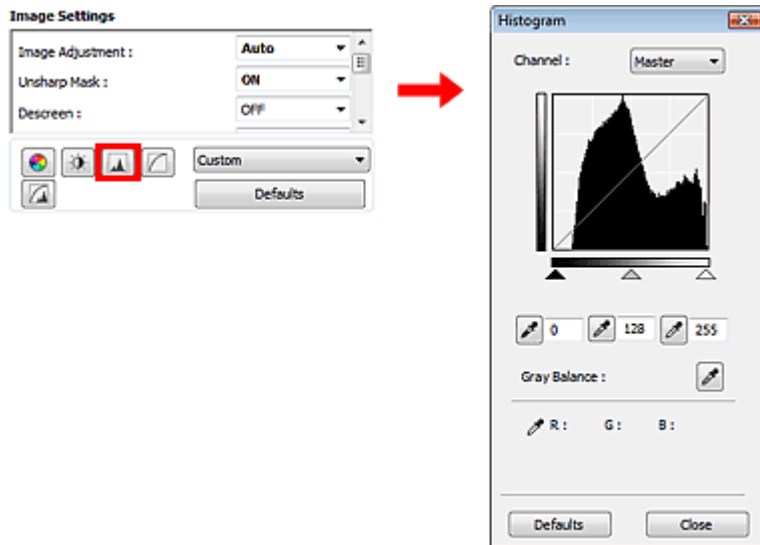 Image Settings
Image Adjustment : Auto
Unsharp Mask : ON
Descreen : OFF
Custom
Defaults
Histogram
Channel : Master
0 128 255
Gray Balance :
R : G : B :
Defaults Close